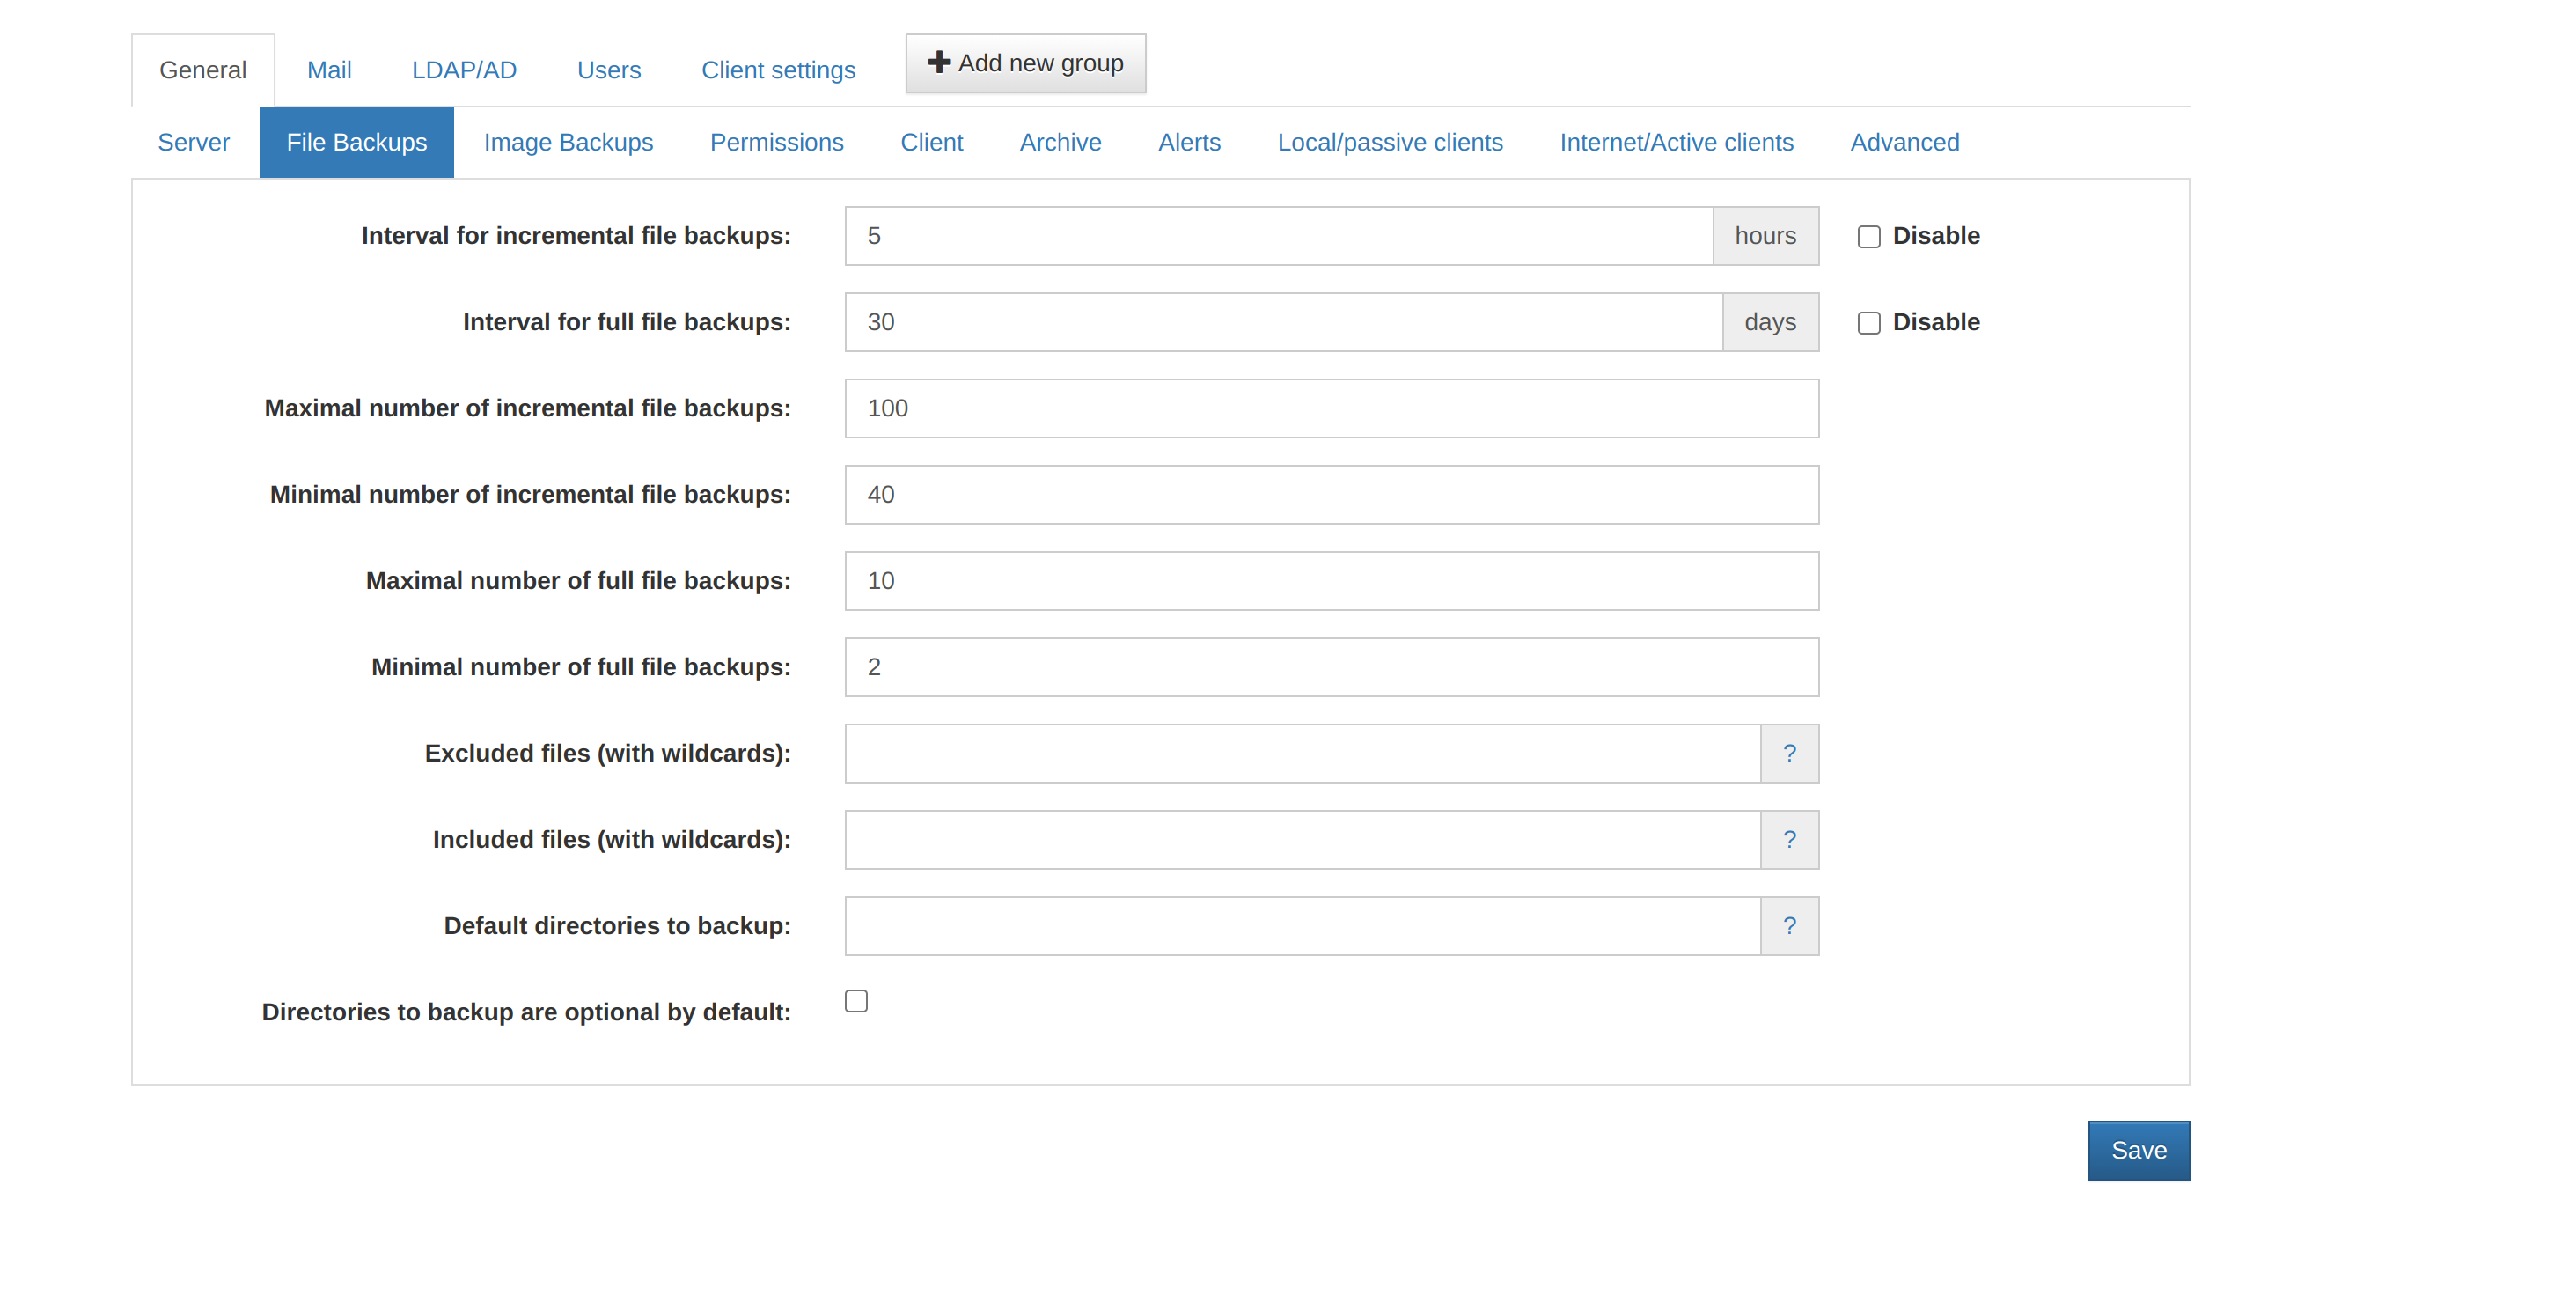 General Mail LDAP/AD Users Client settings Add new group
Server File Backups Image Backups Permissions Client Archive Alerts Local/passive clients Internet/Active clients Advanced
Interval for incremental file backups: 5 hours Disable
Interval for full file backups: 30 days Disable
Maximal number of incremental file backups: 100
Minimal number of incremental file backups: 40
Maximal number of full file backups: 10
Minimal number of full file backups: 2
Excluded files (with wildcards): ?
Included files (with wildcards): ?
Default directories to backup: ?
Directories to backup are optional by default:
Save